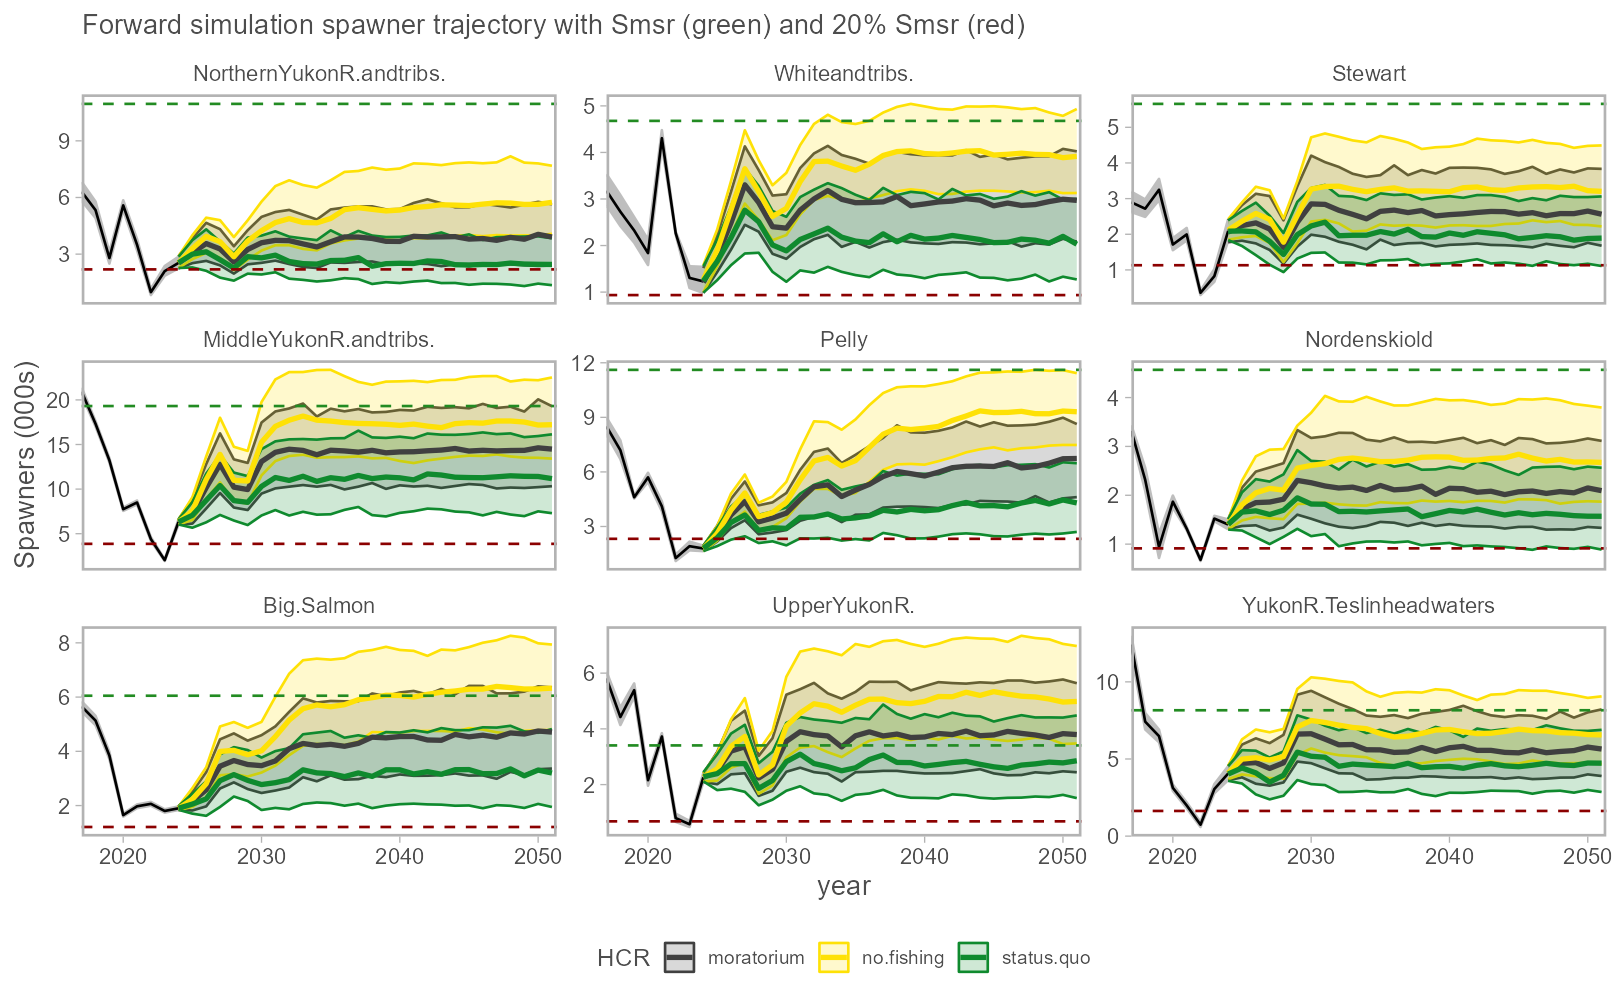 Forward simulation spawner trajectory with Smsr (green) and 20% Smsr (red)
NorthernYukonR.andtribs.
Whiteandtribs.
Stewart
9
6
3
5
4
3
2
1
5
4
3
2
1
MiddleYukonR.andtribs.
Pelly
Nordenskiold
20
15
10
5
12
9
6
3
4
3
2
1
Spawners (000s)
Big.Salmon
UpperYukonR.
YukonR.Teslinheadwaters
8
6
4
2
6
4
2
10
5
0
2020 2030 2040 2050
2020 2030 2040 2050
2020 2030 2040 2050
year
HCR moratorium no.fishing status.quo